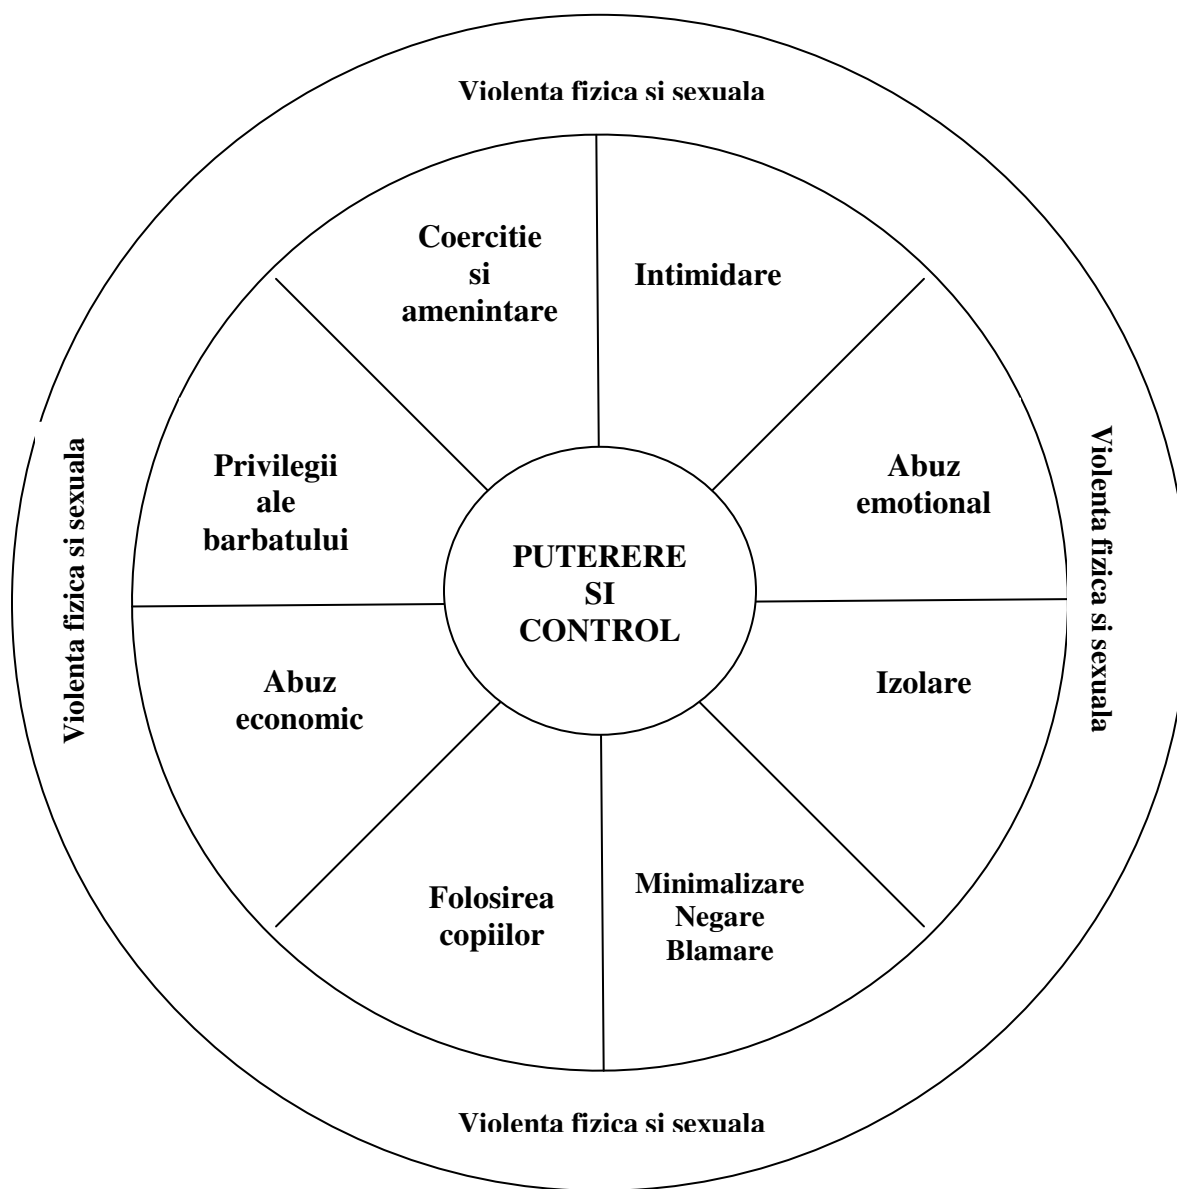 Violenta fizica si sexuala
Coercitie
si
amenintare
Intimidare
Privilegii
ale
barbatului
Abuz
emotional
PUTERERE
SI
CONTROL
Violenta fizica si sexuala
Violenta fizica si sexuala
Abuz
economic
Izolare
Folosirea
copiilor
Minimalizare
Negare
Blamare
Violenta fizica si sexuala